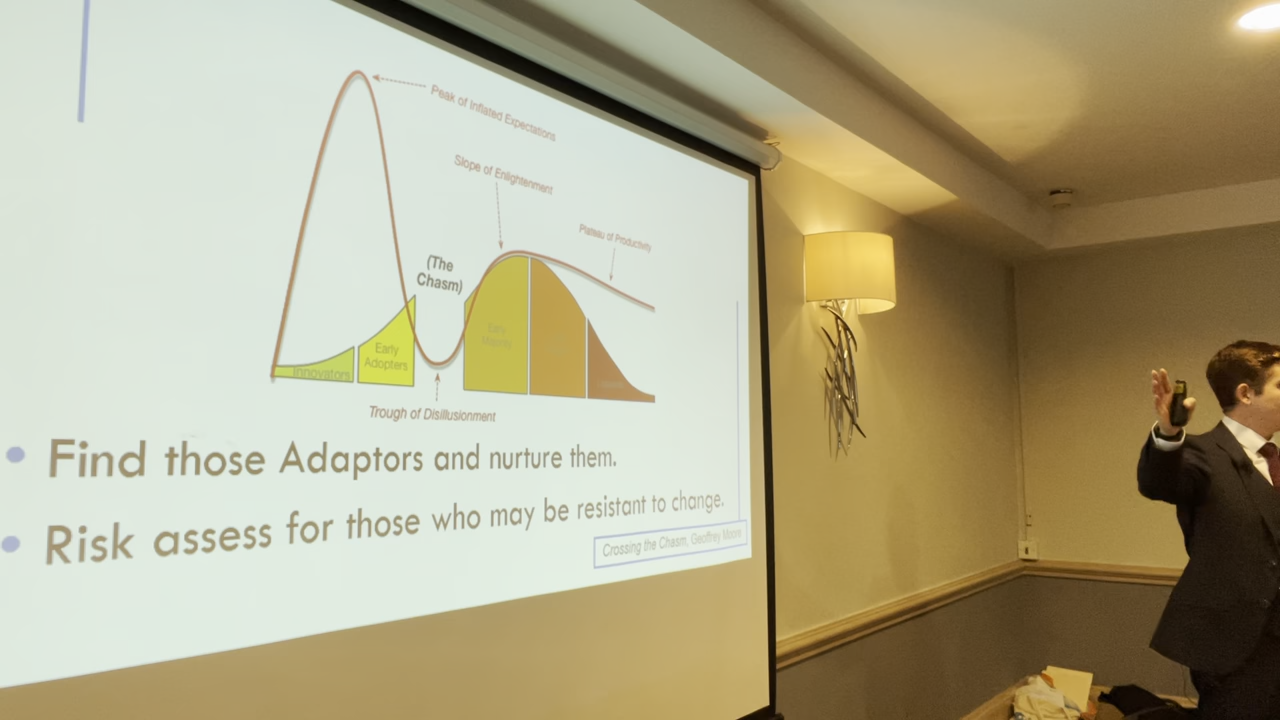 Peak of Inflated Expectations
Slope of Enlightenment
Plateau of Productivity
(The
Chasm)
Early
Majority
Early
Adopters
Innovators
Trough of Disillusionment
Find those Adaptors and nurture them.
Risk assess for those who may be resistant to change.
Crossing the Chasm, Geoffrey Moore